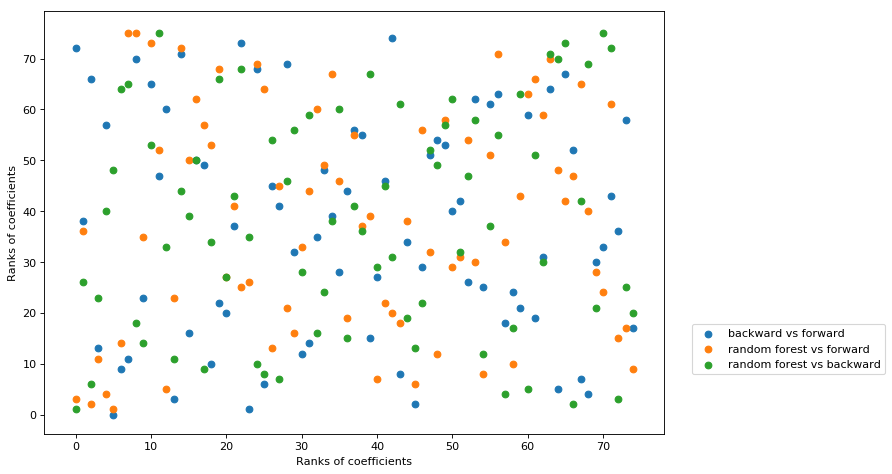 70
60
50
40
30
20
10
0
Ranks of coefficients
0 10 20 30 40 50 60 70
Ranks of coefficients
backward vs forward
random forest vs forward
random forest vs backward